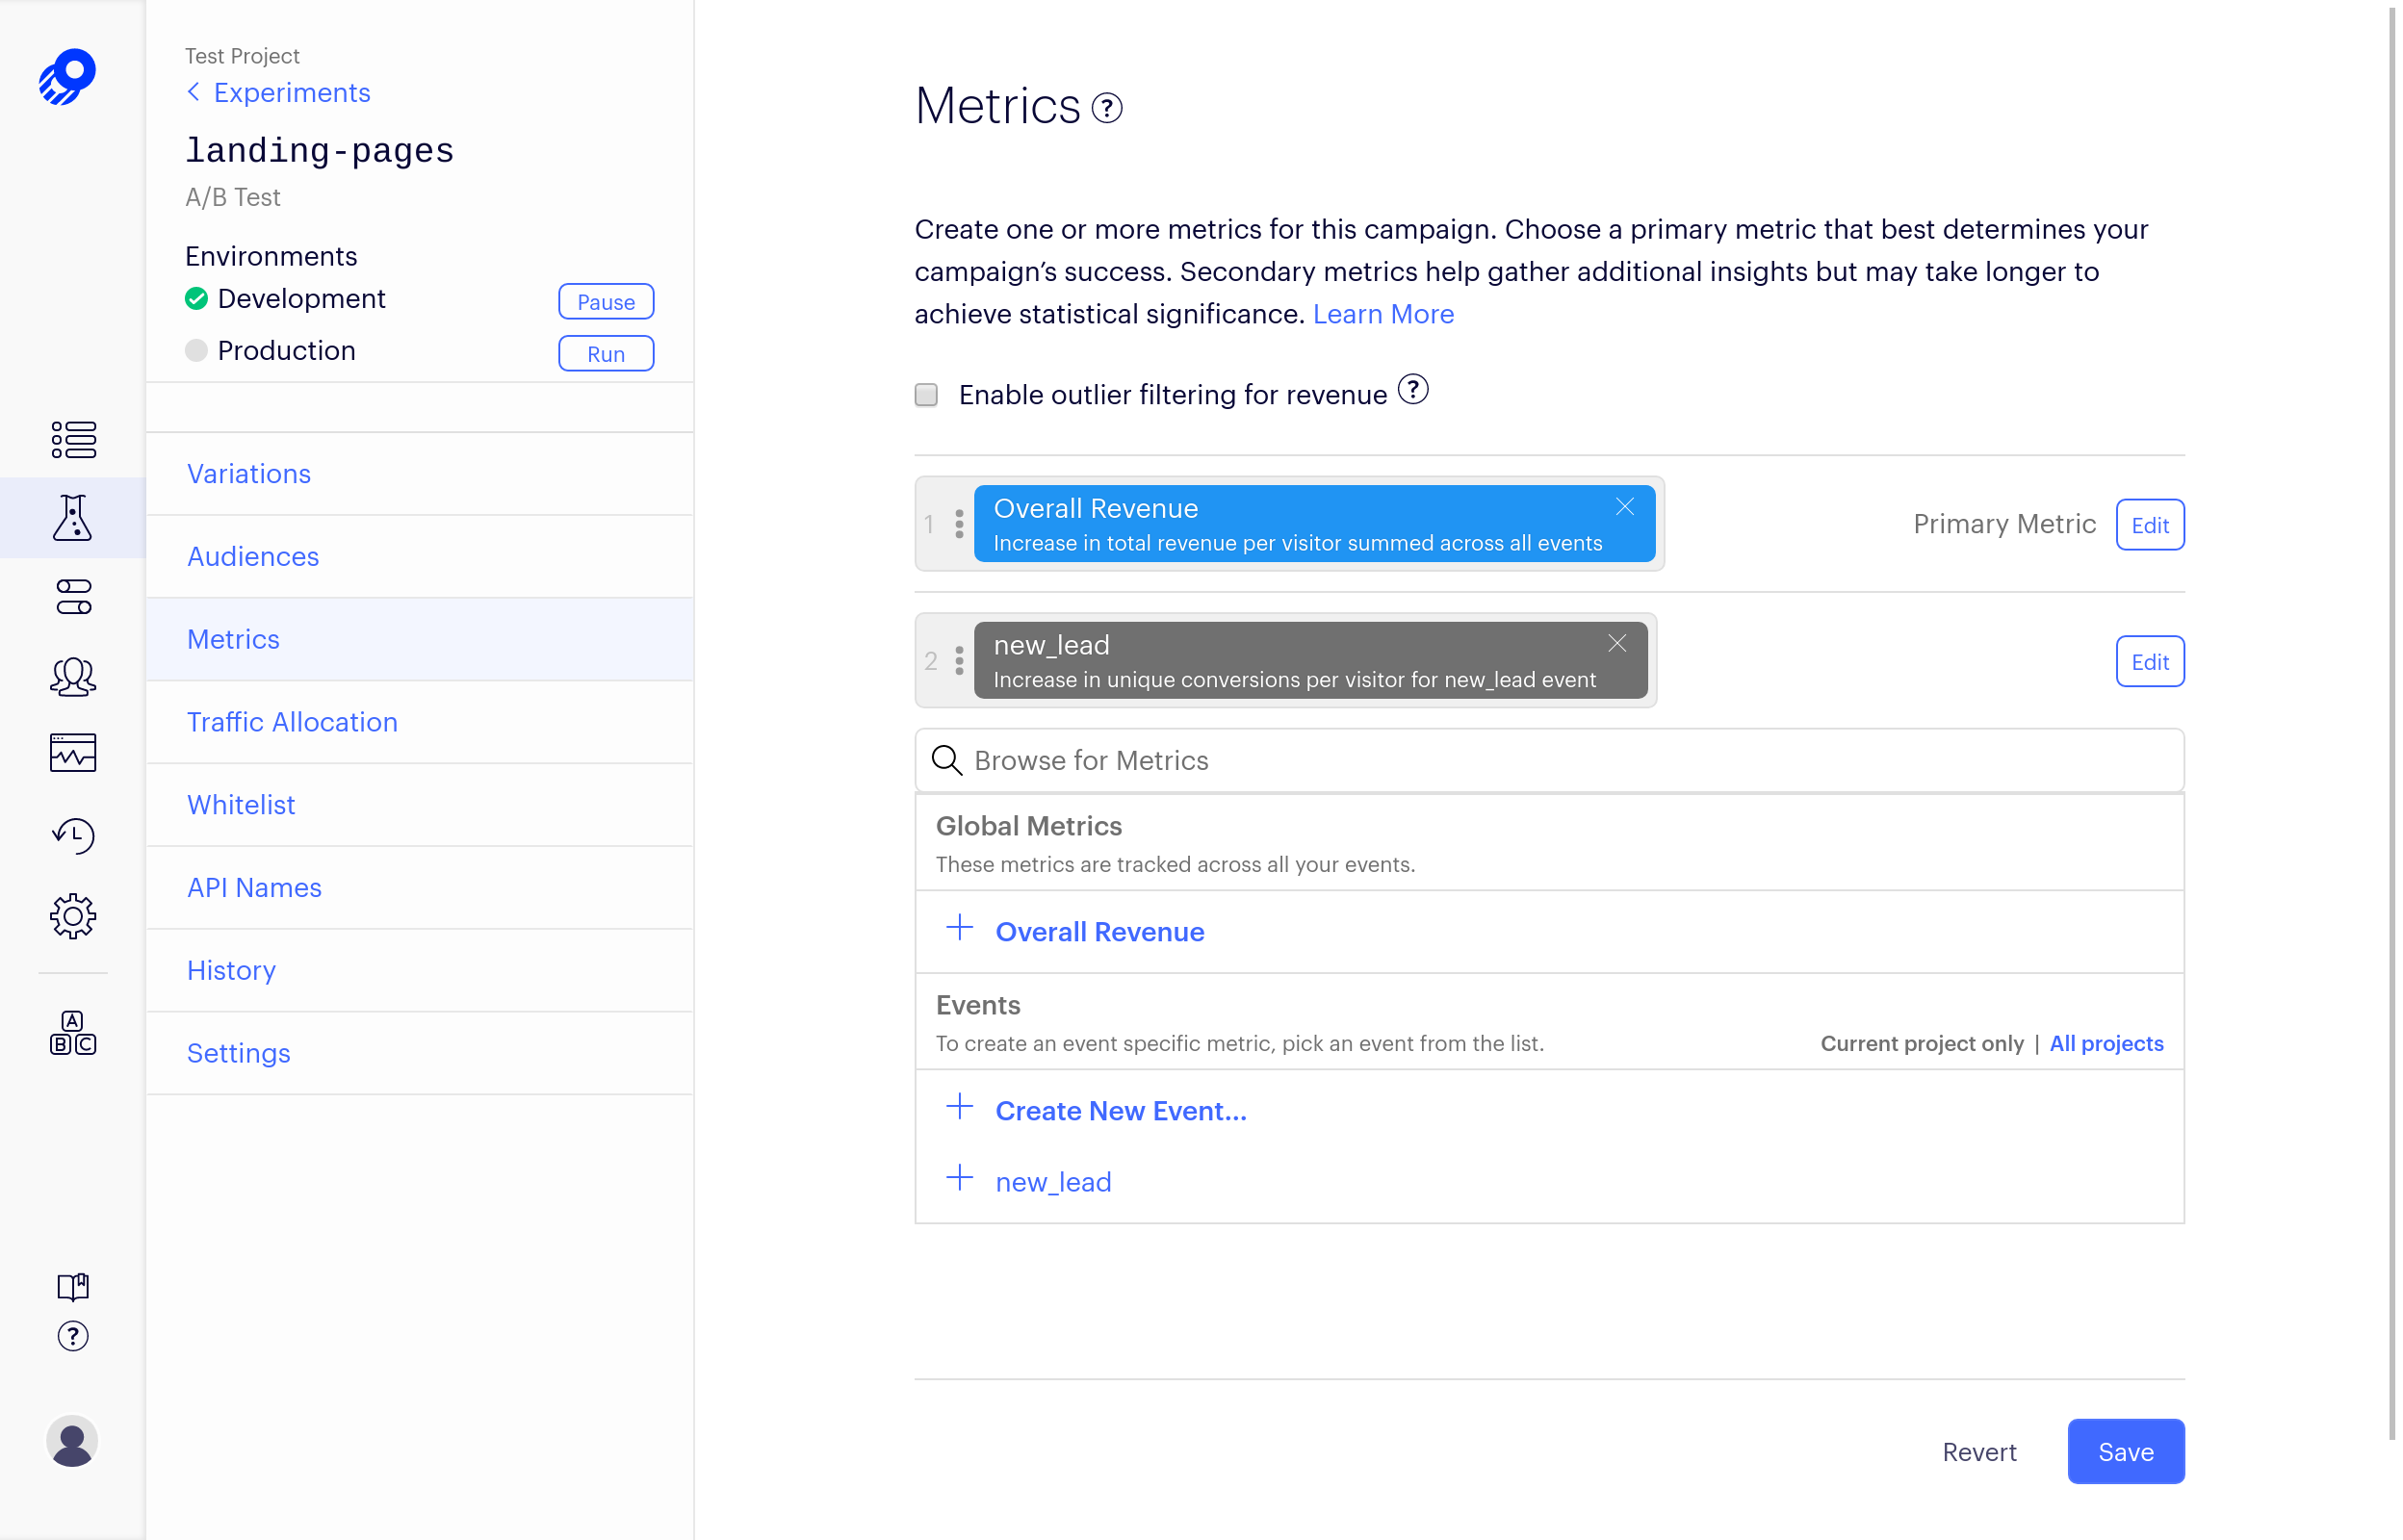 Test Project
Experiments
landing-pages
A/B Test
Environments
Development
Pause
Production
Run
Variations
Audiences
Metrics
Traffic Allocation
Whitelist
API Names
History
Settings
A
B C
?
Metrics ?
Create one or more metrics for this campaign. Choose a primary metric that best determines your
campaign’s success. Secondary metrics help gather additional insights but may take longer to
achieve statistical significance. Learn More
Enable outlier filtering for revenue ?
1 Overall Revenue
Increase in total revenue per visitor summed across all events
Primary Metric Edit
2 new_lead
Increase in unique conversions per visitor for new_lead event
Edit
Browse for Metrics
Global Metrics
These metrics are tracked across all your events.
Overall Revenue
Events
To create an event specific metric, pick an event from the list.
Current project only | All projects
Create New Event...
new_lead
Revert
Save